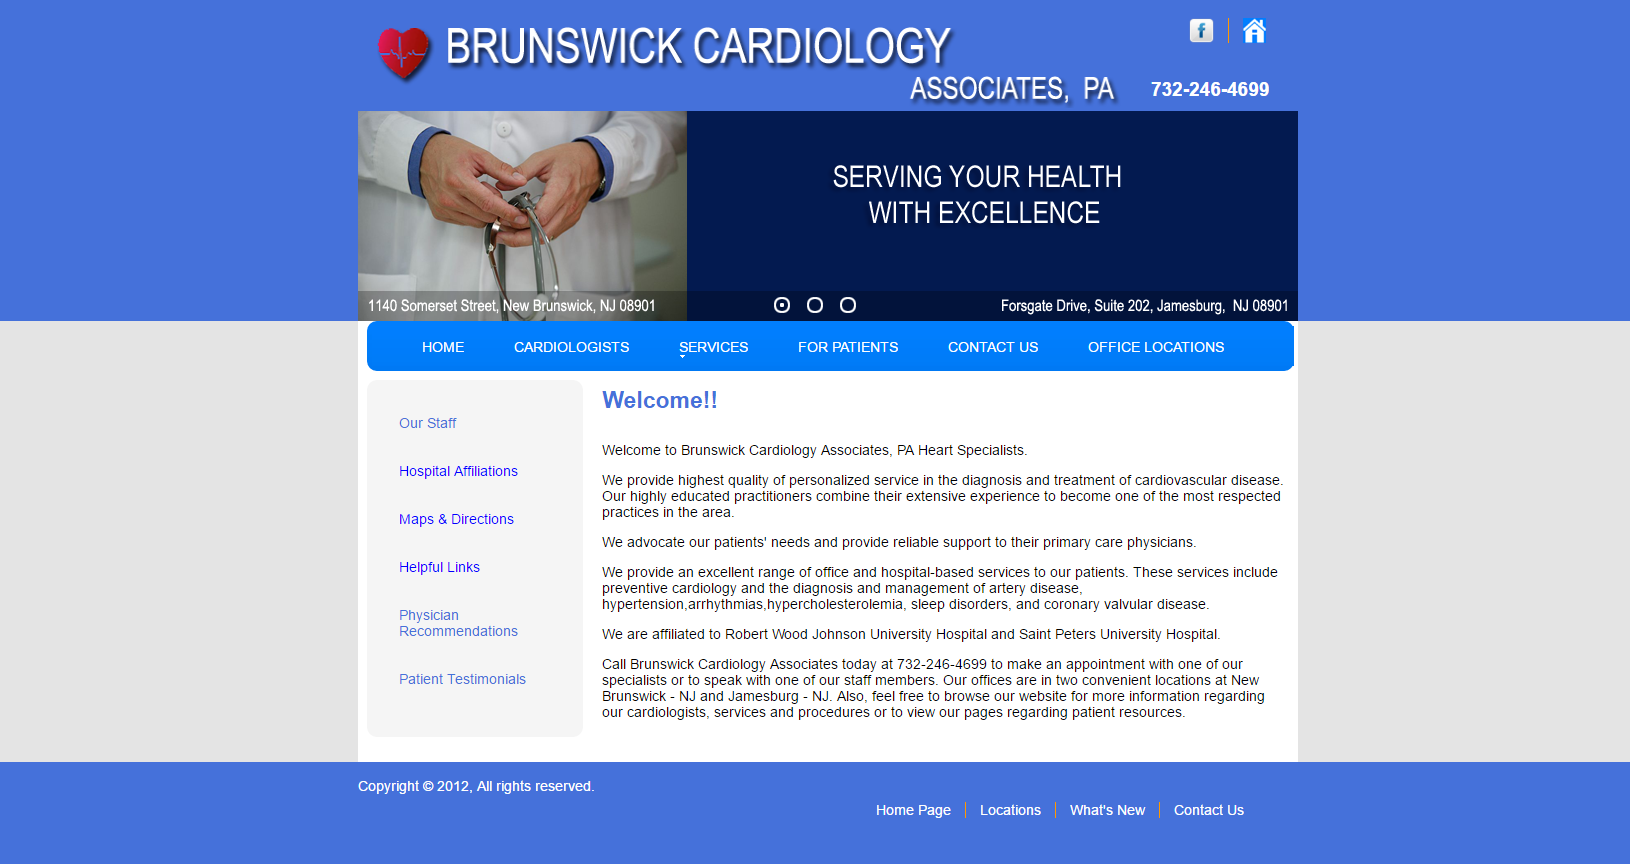 BRUNSWICK CARDIOLOGY
ASSOCIATES, PA
732-246-4699
SERVING YOUR HEALTH
WITH EXCELLENCE
1140 Somerset Street, New Brunswick, NJ 08901
Forsgate Drive, Suite 202, Jamesburg, NJ 08901
HOME CARDIOLOGISTS SERVICES FOR PATIENTS CONTACT US OFFICE LOCATIONS
Our Staff
Hospital Affiliations
Maps & Directions
Helpful Links
Physician
Recommendations
Patient Testimonials
Welcome!!
Welcome to Brunswick Cardiology Associates, PA Heart Specialists.
We provide highest quality of personalized service in the diagnosis and treatment of cardiovascular disease.
Our highly educated practitioners combine their extensive experience to become one of the most respected
practices in the area.
We advocate our patients' needs and provide reliable support to their primary care physicians.
We provide an excellent range of office and hospital-based services to our patients. These services include
preventive cardiology and the diagnosis and management of artery disease,
hypertension,arrhythmias,hypercholesterolemia, sleep disorders, and coronary valvular disease.
We are affiliated to Robert Wood Johnson University Hospital and Saint Peters University Hospital.
Call Brunswick Cardiology Associates today at 732-246-4699 to make an appointment with one of our
specialists or to speak with one of our staff members. Our offices are in two convenient locations at New
Brunswick - NJ and Jamesburg - NJ. Also, feel free to browse our website for more information regarding
our cardiologists, services and procedures or to view our pages regarding patient resources.
Copyright © 2012, All rights reserved.
Home Page Locations What's New Contact Us